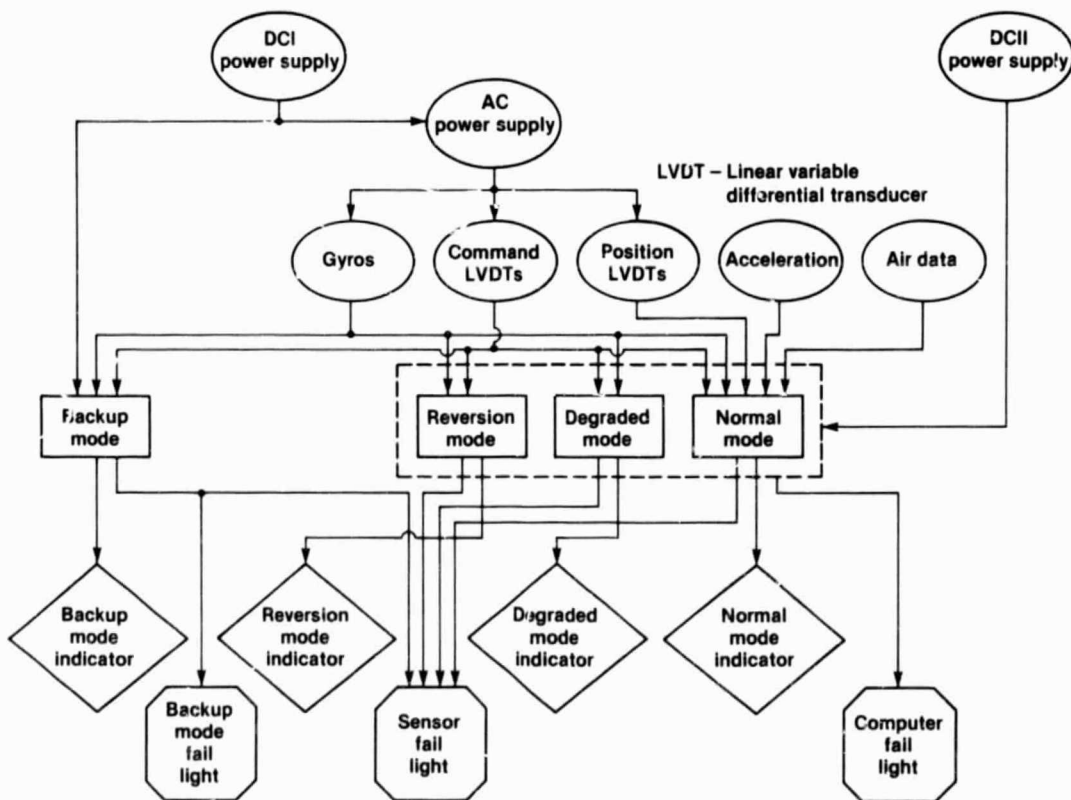 DCI
power supply
DCII
power supply
AC
power supply
LVDT – Linear variable
differential transducer
Gyros
Command
LVDTs
Position
LVDTs
Acceleration
Air data
Backup
mode
Reversion
mode
Degraded
mode
Normal
mode
Backup
mode
indicator
Reversion
mode
indicator
Degraded
mode
indicator
Normal
mode
indicator
Backup
mode
fail
light
Sensor
fail
light
Computer
fail
light